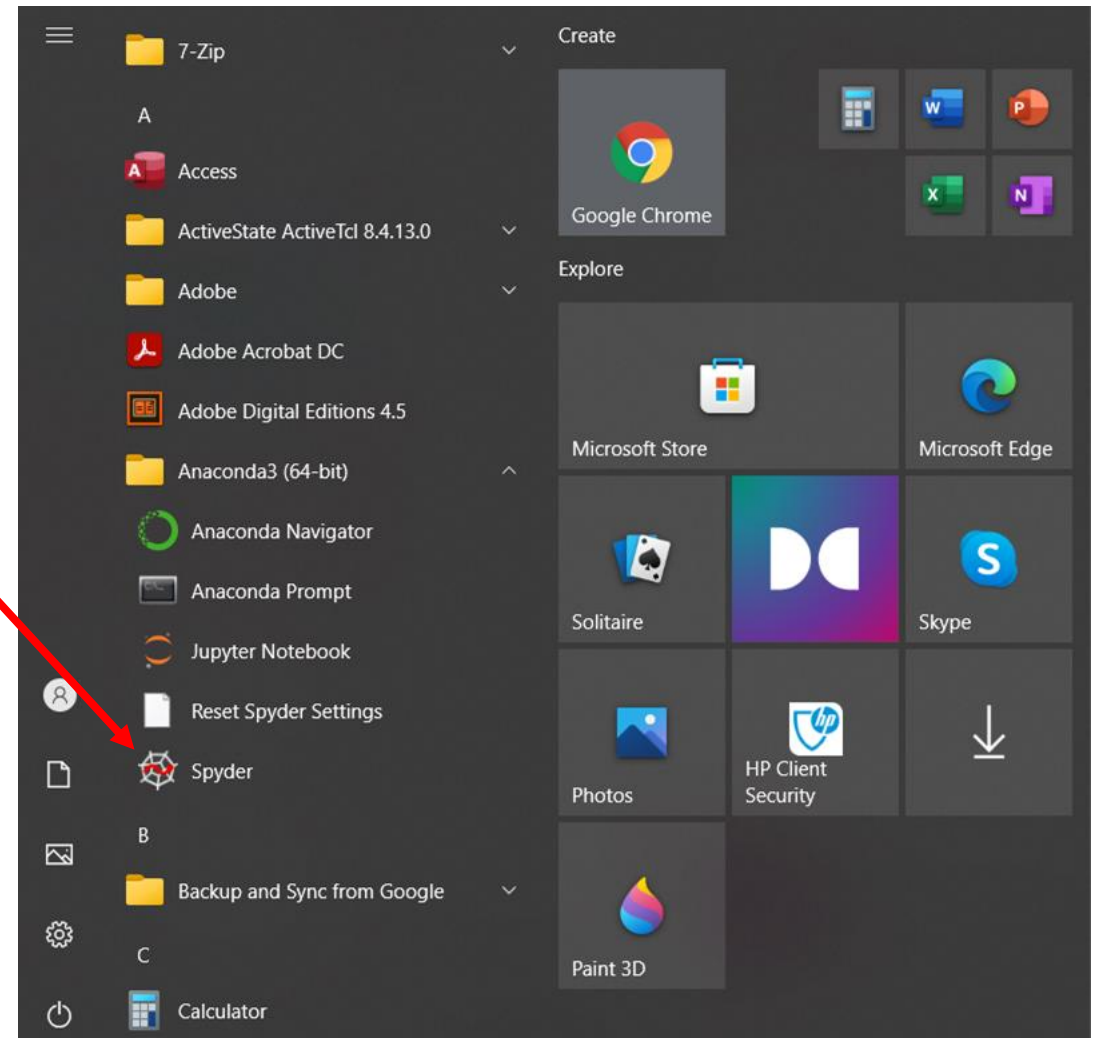 7-Zip
A
Access
ActiveState ActiveTcl 8.4.13.0
Adobe
Adobe Acrobat DC
Adobe Digital Editions 4.5
Anaconda3 (64-bit)
Anaconda Navigator
Anaconda Prompt
Jupyter Notebook
Reset Spyder Settings
Spyder
B
Backup and Sync from Google
C
Calculator
Create
Google Chrome
Explore
Microsoft Store
Microsoft Edge
Solitaire
Skype
Photos
HP Client
Security
Paint 3D